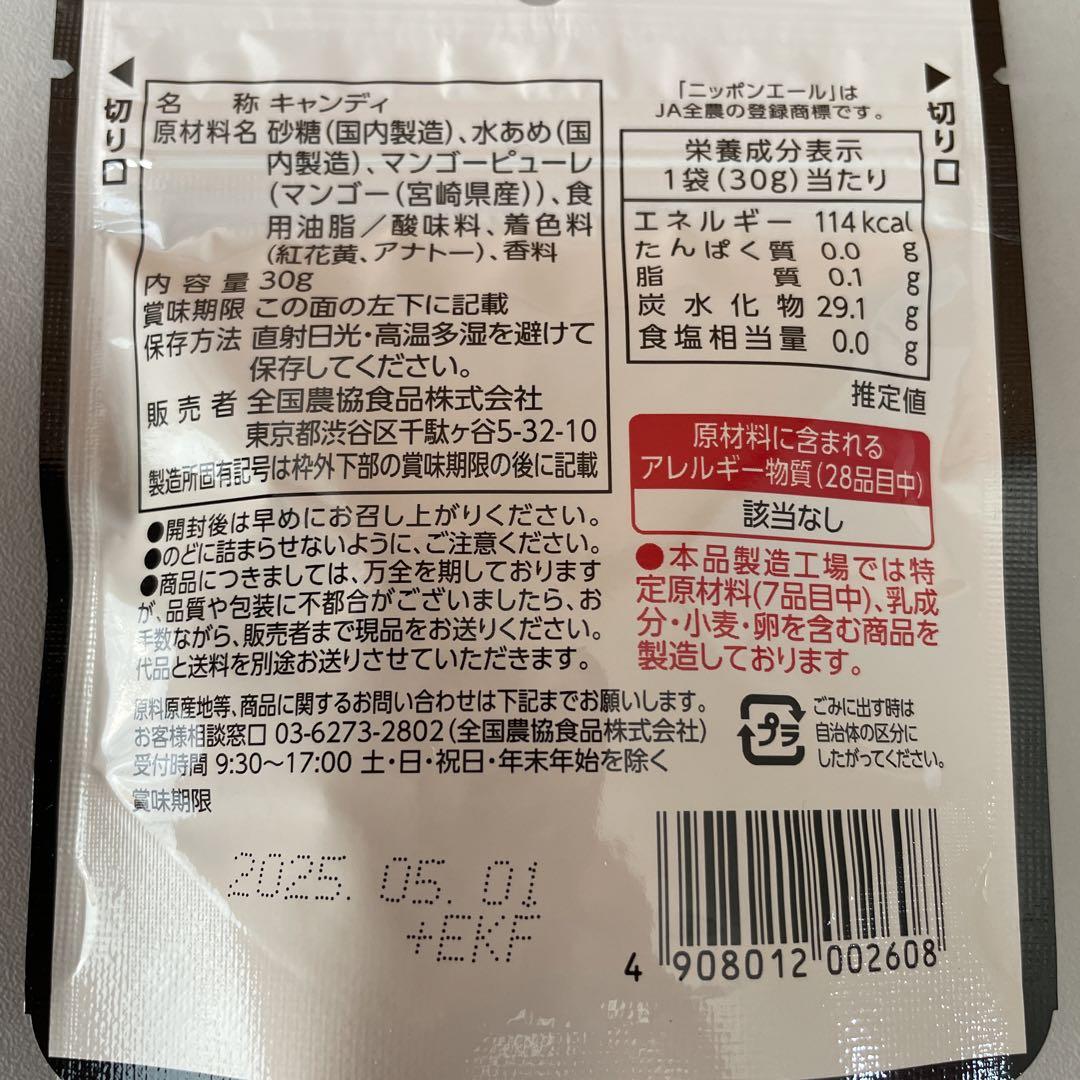 切り口
名称 キャンディ
原材料名 砂糖(国内製造)、水あめ(国
内製造)、マンゴーピューレ
(マンゴー(宮崎県産))、食
用油脂/酸味料、着色料
(紅花黄、アナトー)、香料
内容量 30g
賞味期限 この面の左下に記載
保存方法 直射日光・高温多湿を避けて
保存してください。
販売者 全国農協食品株式会社
東京都渋谷区千駄ヶ谷5-32-10
製造所固有記号は枠外下部の賞味期限の後に記載
「ニッポンエール」は
JA全農の登録商標です。
切り口
栄養成分表示
1袋(30g)当たり
エネルギー 114kcal
たんぱく質 0.0 g
脂質 0.1 g
炭水化物 29.1 g
食塩相当量 0.0 g
推定値
原材料に含まれる
アレルギー物質(28品目中)
該当なし
●本品製造工場では特
定原材料(7品目中)、乳成
分・小麦・卵を含む商品を
製造しております。
●開封後は早めにお召し上がりください。
●のどに詰まらせないように、ご注意ください。
●商品につきましては、万全を期しております
が、品質や包装に不都合がございましたら、お
手数ながら、販売者まで現品をお送りください。
代品と送料を別途お送りさせていただきます。
原料原産地等、商品に関するお問い合わせは下記までお願いします。
お客様相談窓口 03-6273-2802(全国農協食品株式会社)
受付時間 9:30〜17:00 土・日・祝日・年末年始を除く
プラ
ごみに出す時は
自治体の区分に
したがってください。
賞味期限
2025.05.01
+EKF
4 908012 002608